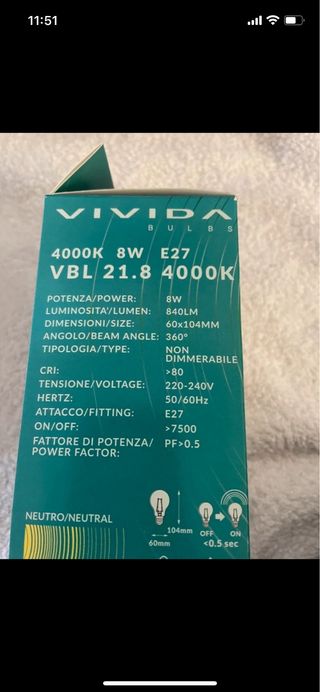 11:51
VIVIDA
BULBS
4000K 8W E27
VBL 21.8 4000K
POTENZA/POWER: 8W
LUMINOSITA'/LUMEN: 840LM
DIMENSIONI/SIZE: 60x104MM
ANGOLO/BEAM ANGLE: 360°
TIPOLOGIA/TYPE: NON
DIMMERABILE
CRI: >80
TENSIONE/VOLTAGE: 220-240V
HERTZ: 50/60Hz
ATTACCO/FITTING: E27
ON/OFF: >7500
FATTORE DI POTENZA/ PF>0.5
POWER FACTOR:
NEUTRO/NEUTRAL
104mm
60mm
OFF ON
<0.5 sec